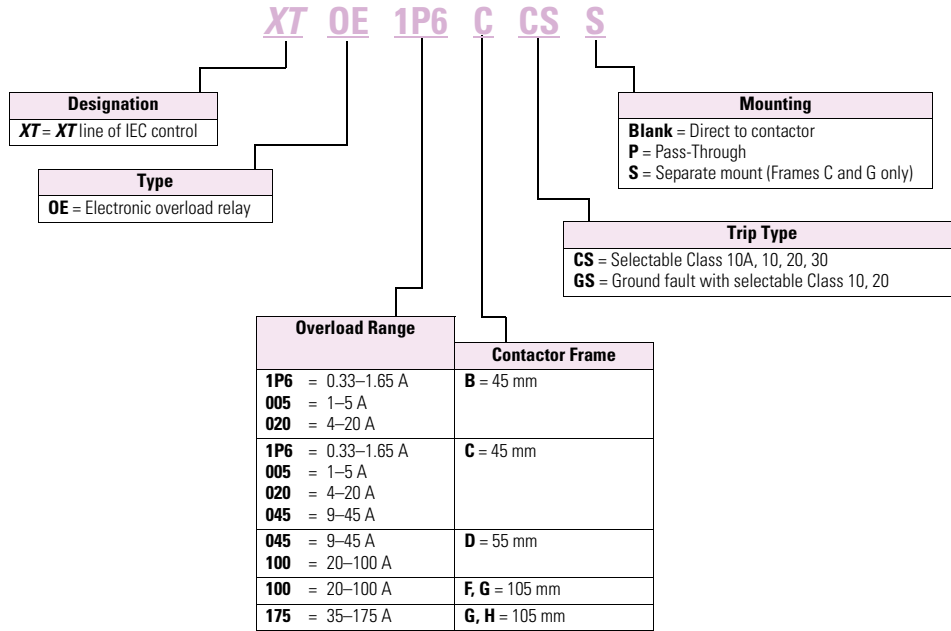 XT OE 1P6 C CS S
Designation
XT = XT line of IEC control
Type
OE = Electronic overload relay
Mounting
Blank = Direct to contactor
P = Pass-Through
S = Separate mount (Frames C and G only)
Trip Type
CS = Selectable Class 10A, 10, 20, 30
GS = Ground fault with selectable Class 10, 20
Overload Range
Contactor Frame
1P6 = 0.33–1.65 A B = 45 mm
005 = 1–5 A
020 = 4–20 A
1P6 = 0.33–1.65 A C = 45 mm
005 = 1–5 A
020 = 4–20 A
045 = 9–45 A
045 = 9–45 A D = 55 mm
100 = 20–100 A
100 = 20–100 A F, G = 105 mm
175 = 35–175 A G, H = 105 mm